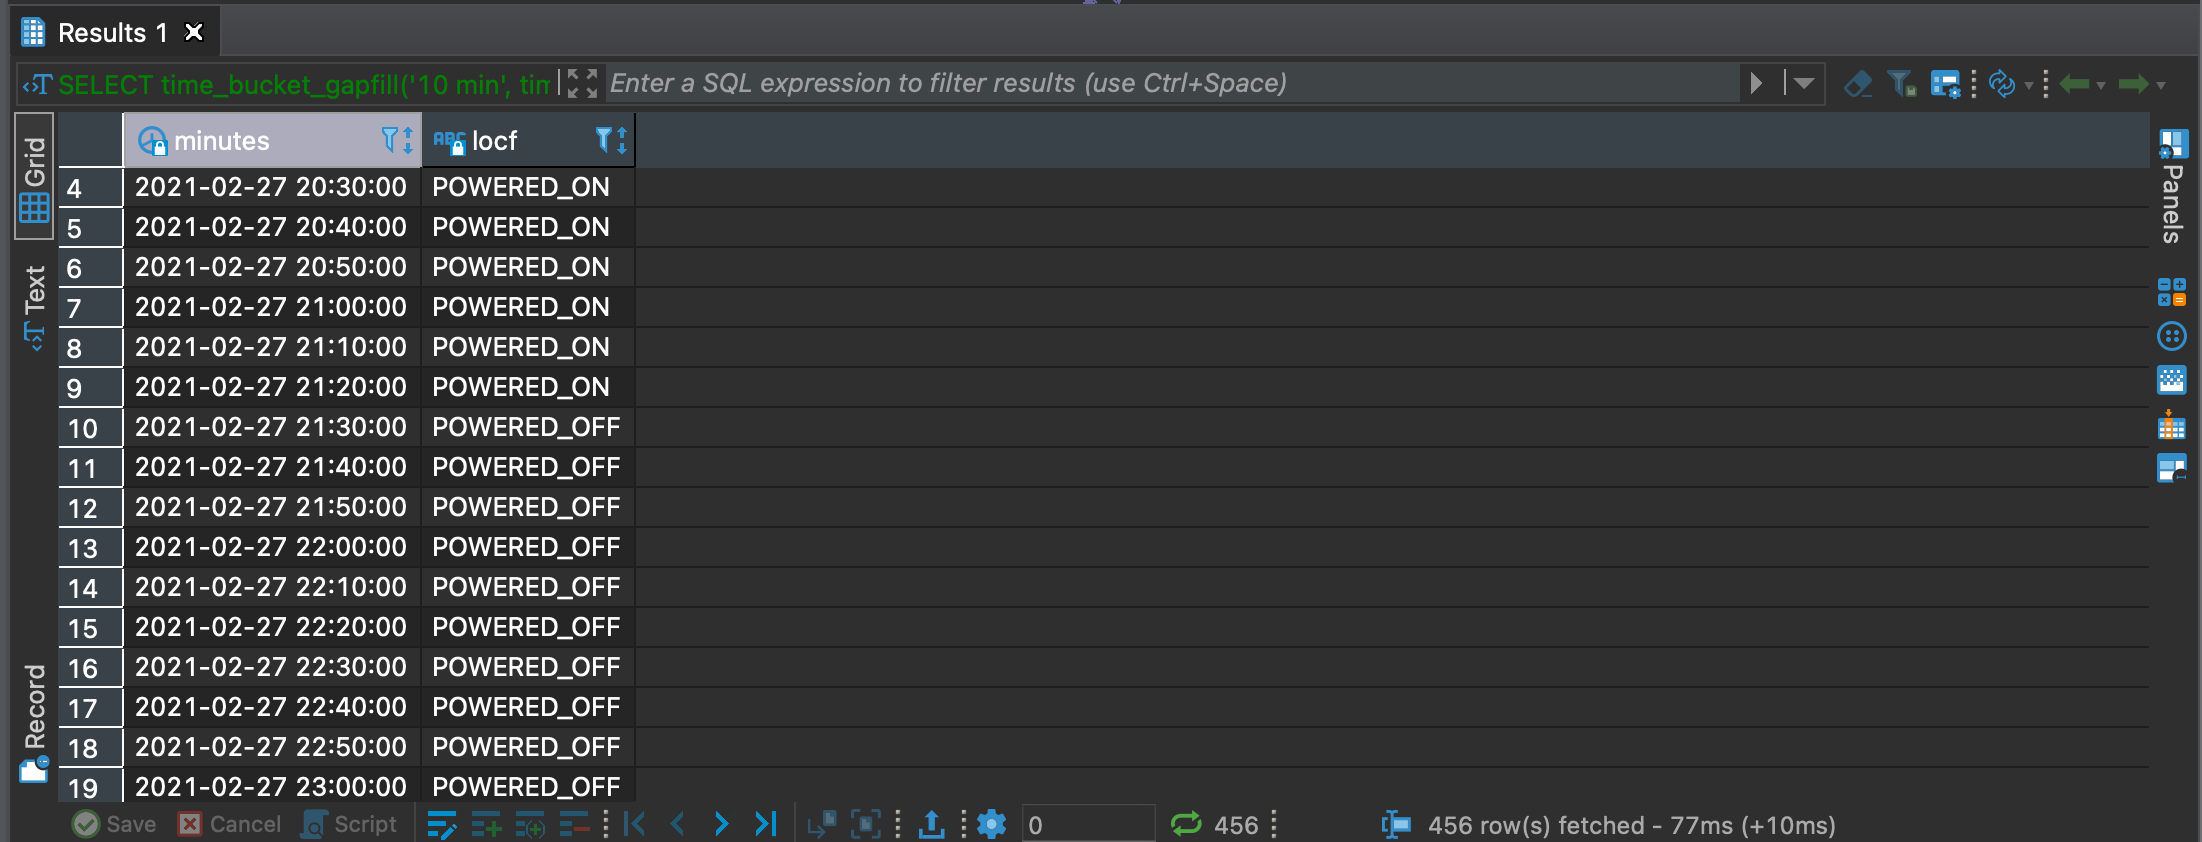 Results 1
SELECT time_bucket_gapfill('10 min', tim
Enter a SQL expression to filter results (use Ctrl+Space)
Grid
Text
Record
minutes
ABC locf
4 2021-02-27 20:30:00 POWERED_ON
5 2021-02-27 20:40:00 POWERED_ON
6 2021-02-27 20:50:00 POWERED_ON
7 2021-02-27 21:00:00 POWERED_ON
8 2021-02-27 21:10:00 POWERED_ON
9 2021-02-27 21:20:00 POWERED_ON
10 2021-02-27 21:30:00 POWERED_OFF
11 2021-02-27 21:40:00 POWERED_OFF
12 2021-02-27 21:50:00 POWERED_OFF
13 2021-02-27 22:00:00 POWERED_OFF
14 2021-02-27 22:10:00 POWERED_OFF
15 2021-02-27 22:20:00 POWERED_OFF
16 2021-02-27 22:30:00 POWERED_OFF
17 2021-02-27 22:40:00 POWERED_OFF
18 2021-02-27 22:50:00 POWERED_OFF
19 2021-02-27 23:00:00 POWERED_OFF
Panels
Save Cancel Script 0 456 456 row(s) fetched - 77ms (+10ms)